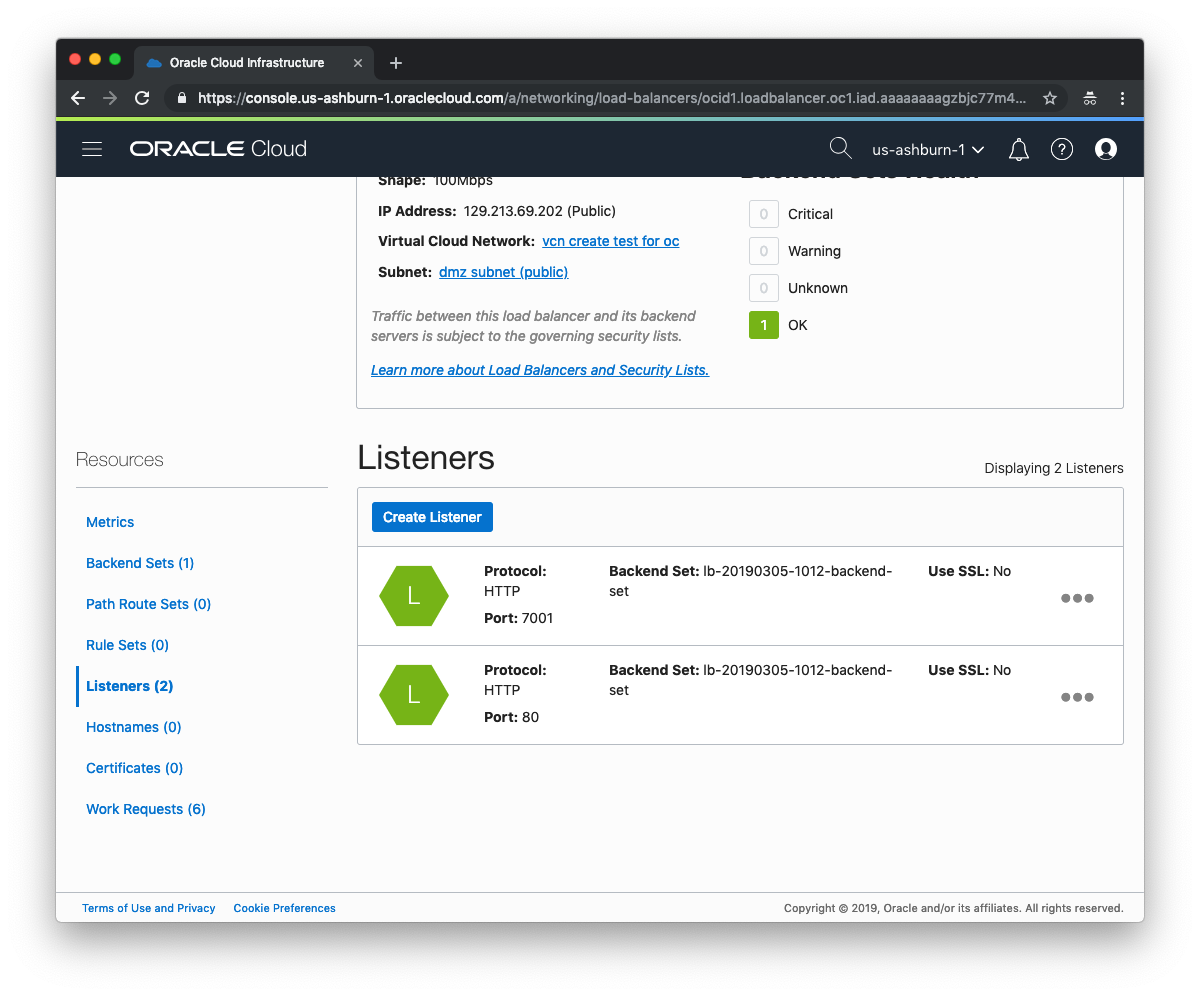 Oracle Cloud Infrastructure
https://console.us-ashburn-1.oraclecloud.com/a/networking/load-balancers/ocid1.loadbalancer.oc1.iad.aaaaaaaagzbjc77m4...
ORACLE Cloud
us-ashburn-1
?
Shape: 100Mbps
IP Address: 129.213.69.202 (Public)
Virtual Cloud Network: vcn create test for oc
Subnet: dmz subnet (public)
Traffic between this load balancer and its backend
servers is subject to the governing security lists.
Learn more about Load Balancers and Security Lists.
Backend Sets Health
0 Critical
0 Warning
0 Unknown
1 OK
Resources
Metrics
Backend Sets (1)
Path Route Sets (0)
Rule Sets (0)
Listeners (2)
Hostnames (0)
Certificates (0)
Work Requests (6)
Listeners
Displaying 2 Listeners
Create Listener
L
Protocol:
HTTP
Port: 7001
Backend Set: lb-20190305-1012-backend-
set
Use SSL: No
L
Protocol:
HTTP
Port: 80
Backend Set: lb-20190305-1012-backend-
set
Use SSL: No
Terms of Use and Privacy
Cookie Preferences
Copyright © 2019, Oracle and/or its affiliates. All rights reserved.